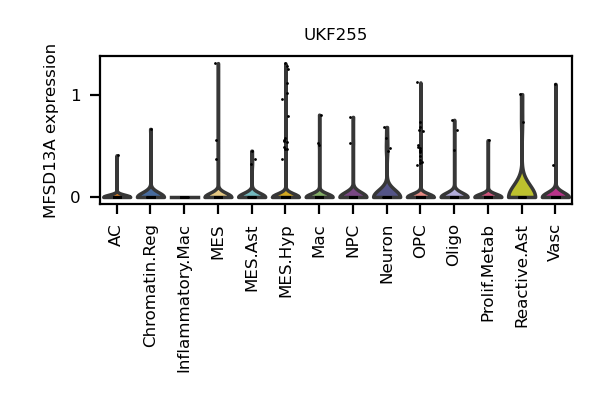 UKF255
MFSD13A expression
1
0
AC
Chromatin.Reg
Inflammatory.Mac
MES
MES.Ast
MES.Hyp
Mac
NPC
Neuron
OPC
Oligo
Prolif.Metab
Reactive.Ast
Vasc